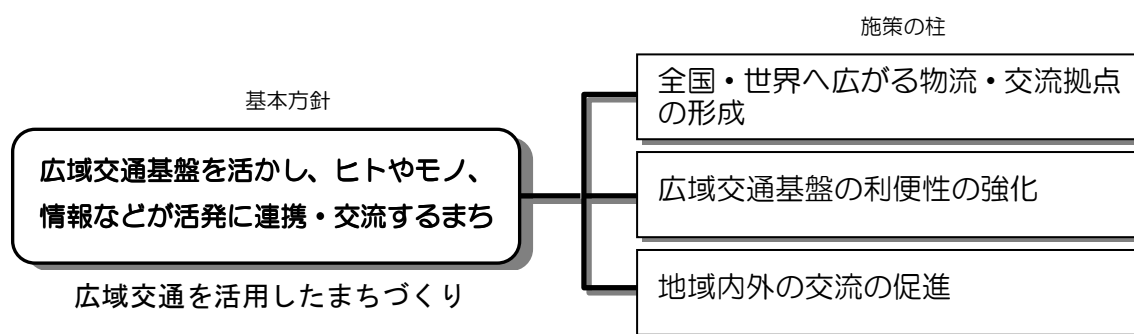 施策の柱
基本方針
広域交通基盤を活かし、ヒトやモノ、
情報などが活発に連携・交流するまち
広域交通を活用したまちづくり
全国・世界へ広がる物流・交流拠点
の形成
広域交通基盤の利便性の強化
地域内外の交流の促進